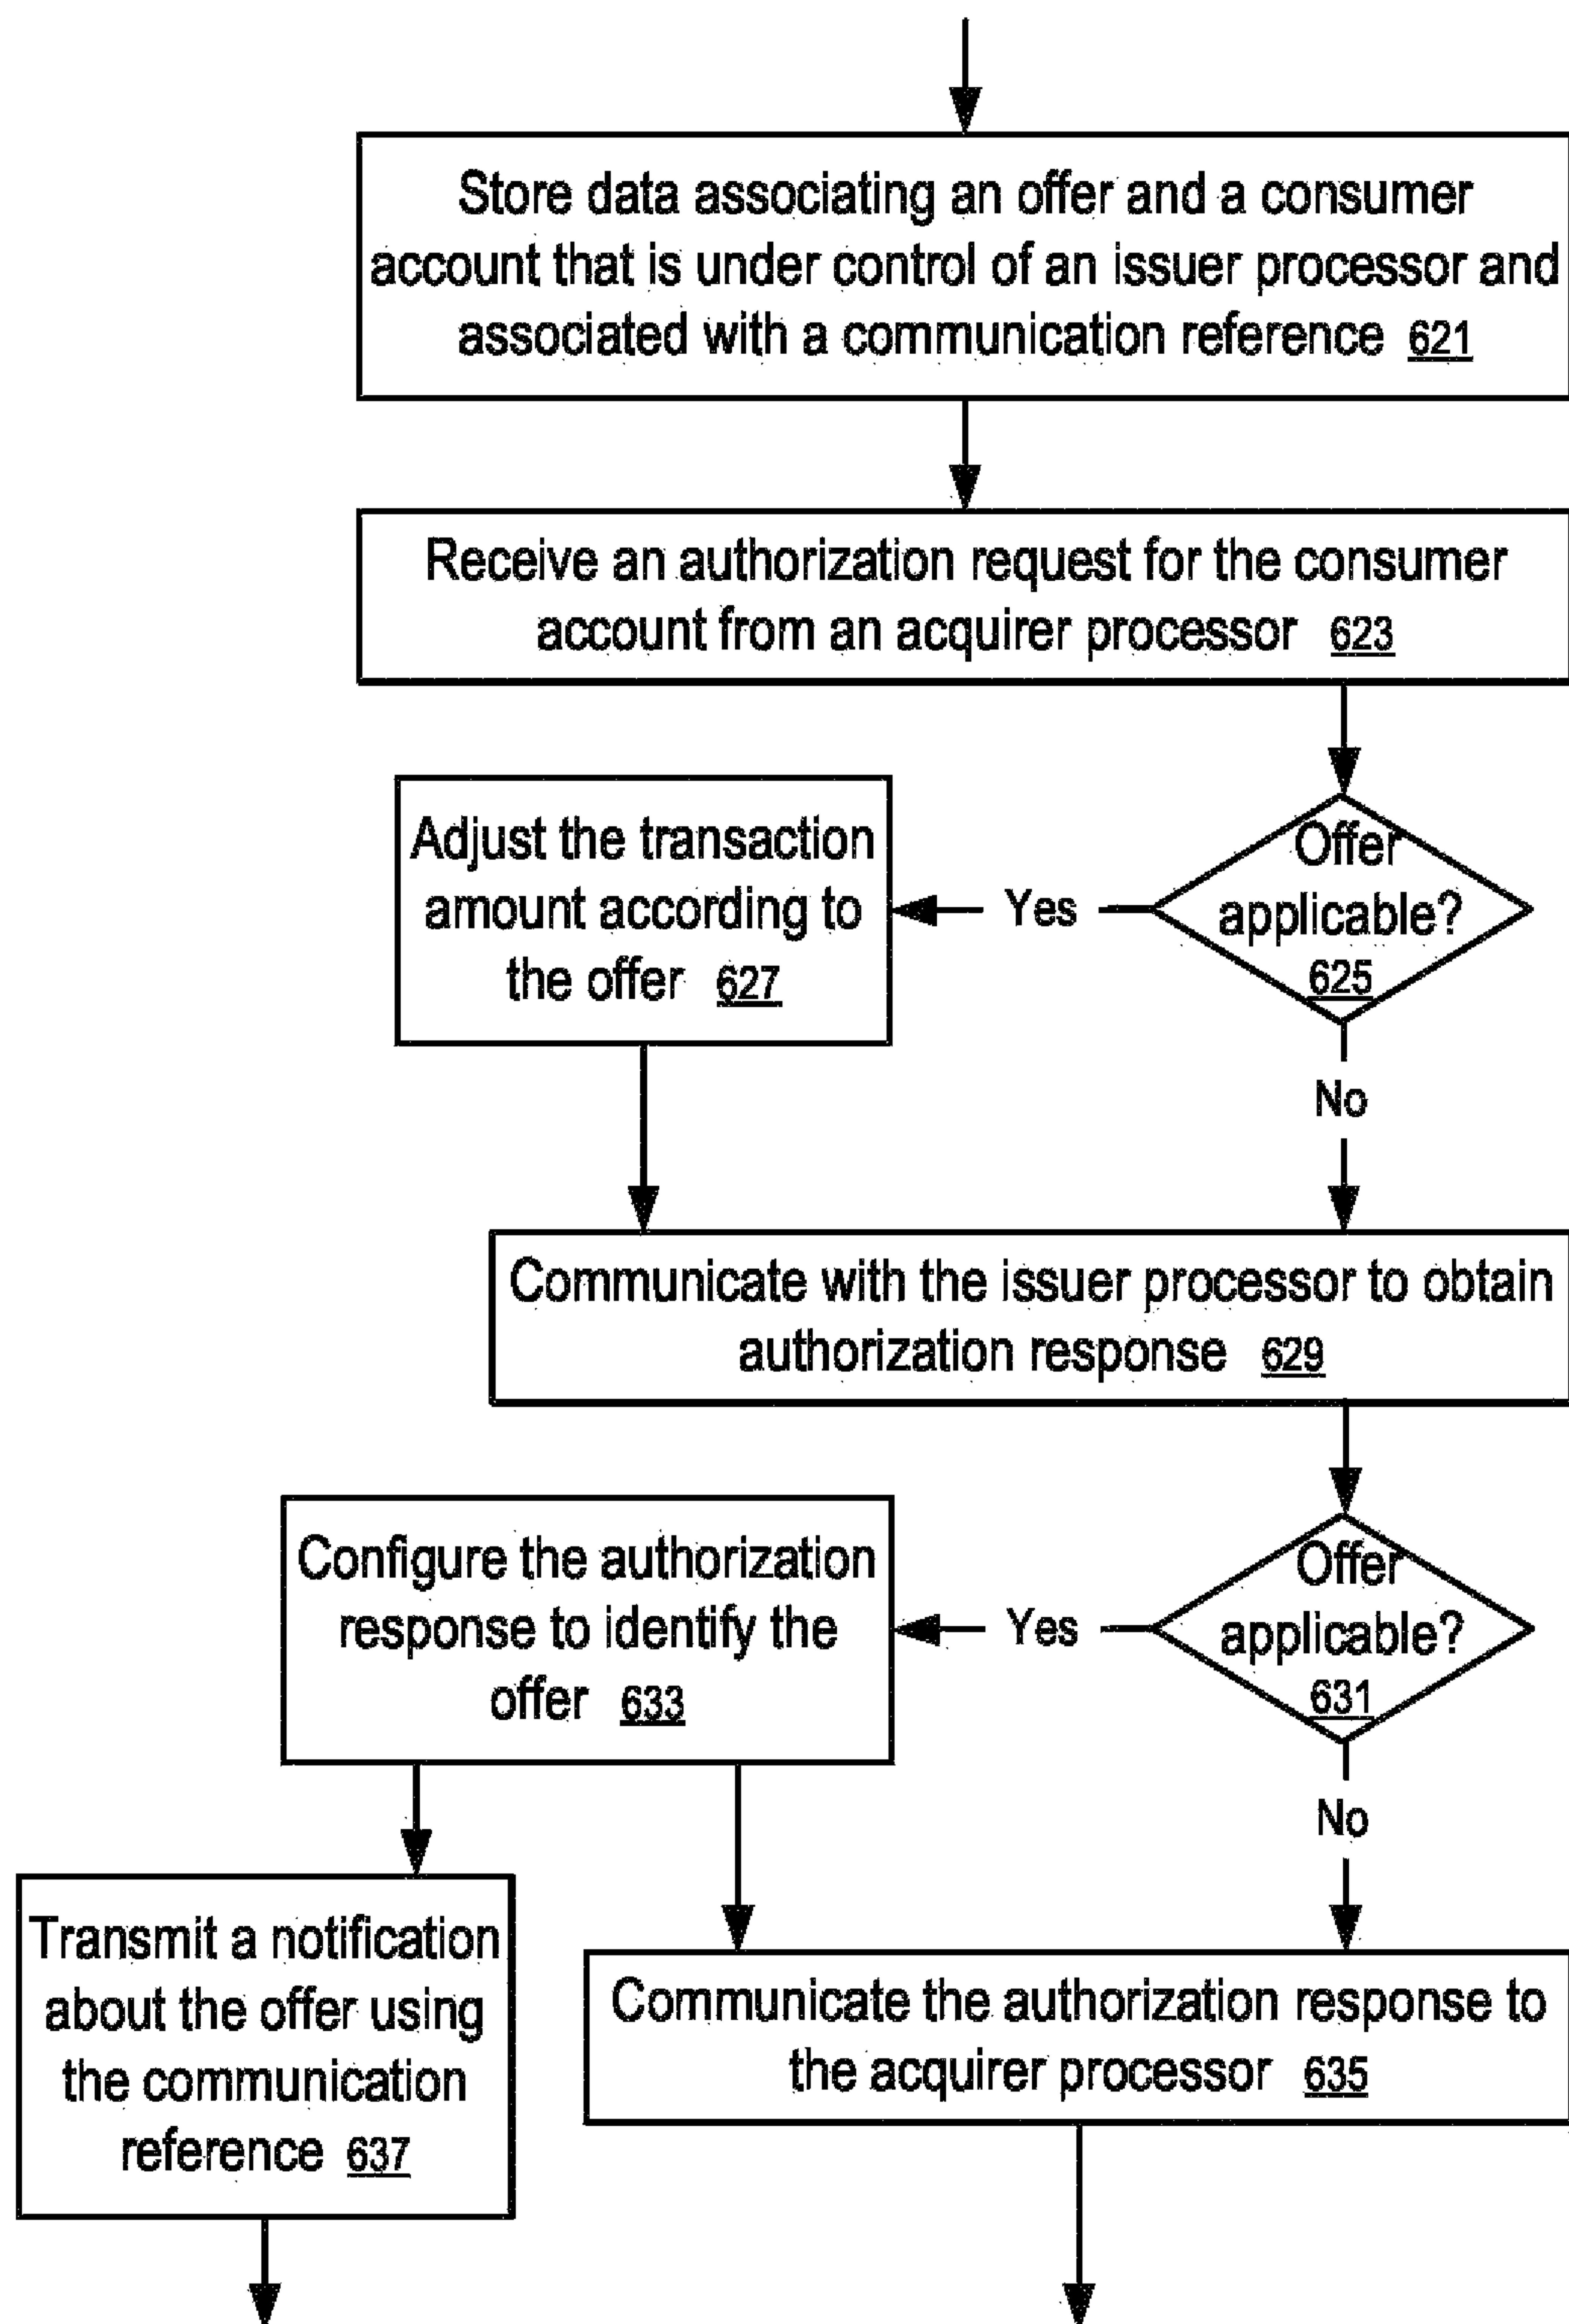 Store data associating an offer and a consumer
account that is under control of an issuer processor and
associated with a communication reference 621
Receive an authorization request for the consumer
account from an acquirer processor 623
Adjust the transaction
amount according to
the offer 627
Yes
Offer
applicable?
625
No
Communicate with the issuer processor to obtain
authorization response 629
Configure the authorization
response to identify the
offer 633
Yes
Offer
applicable?
631
No
Transmit a notification
about the offer using
the communication
reference 637
Communicate the authorization response to
the acquirer processor 635